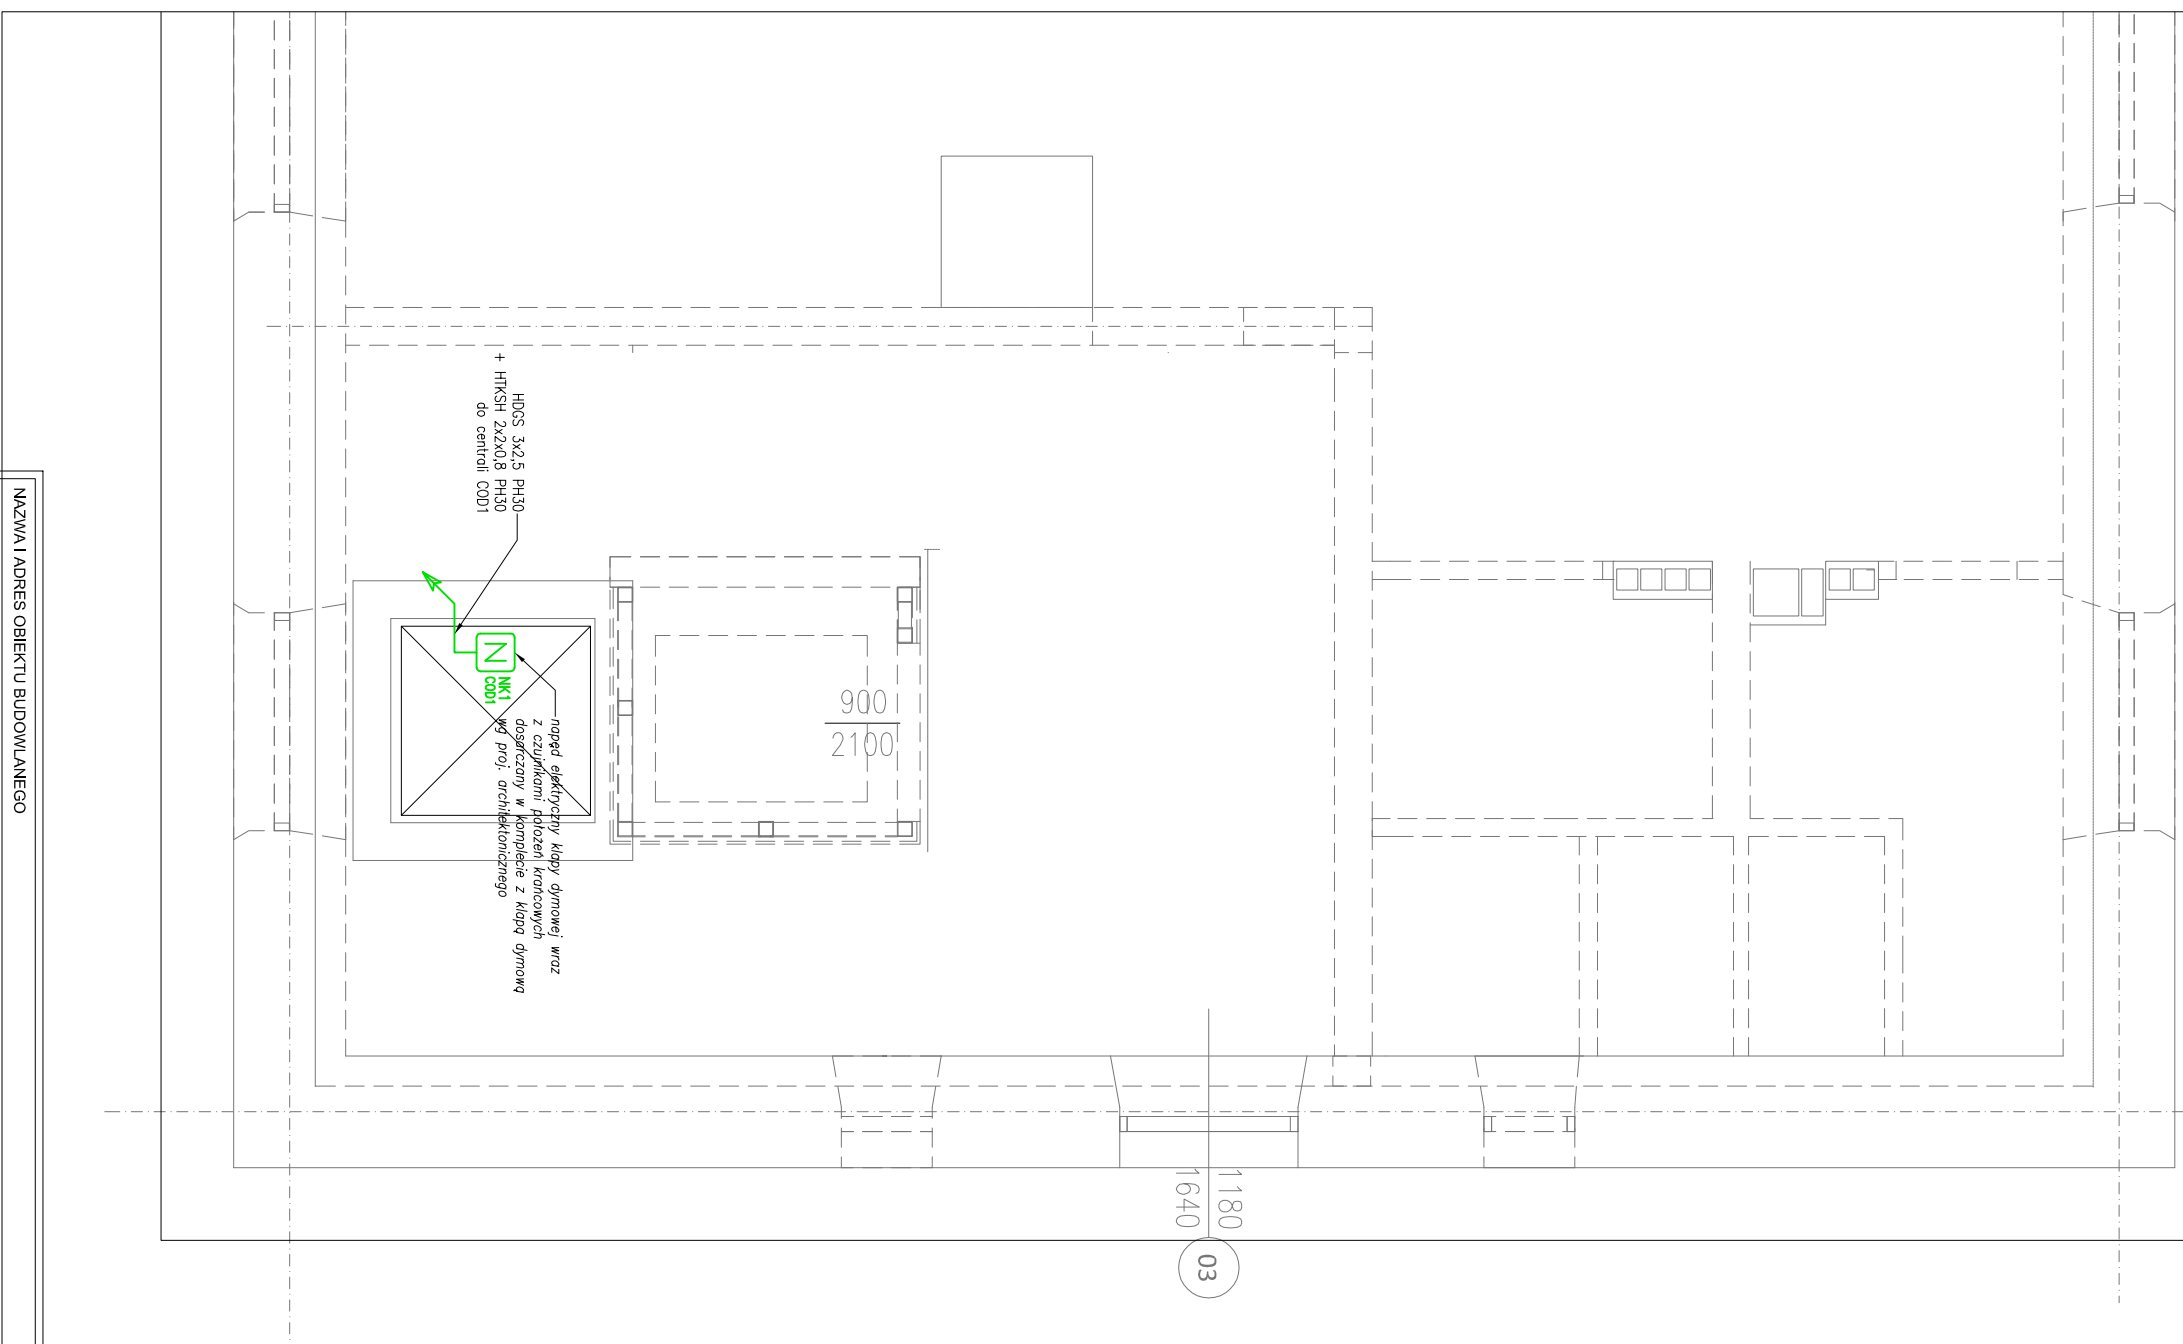 HDGS 3x2,5 PH30
+ HTKSH 2x2x0,8 PH30
do centrali COD1
N
NK1
COD1
napęd elektryczny klapy dymowej wraz
z czujnikami położeń krańcowych
dosarczany w komplecie z klapą dymową
wg proj. architektonicznego
900
2100
1180
1640
03
NAZWA I ADRES OBIEKTU BUDOWLANEGO